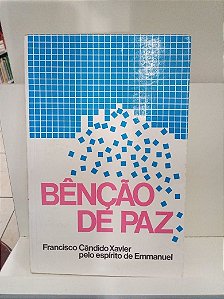 BÊNÇÃO
DE PAZ
Francisco Cândido Xavier
pelo espírito de Emmanuel